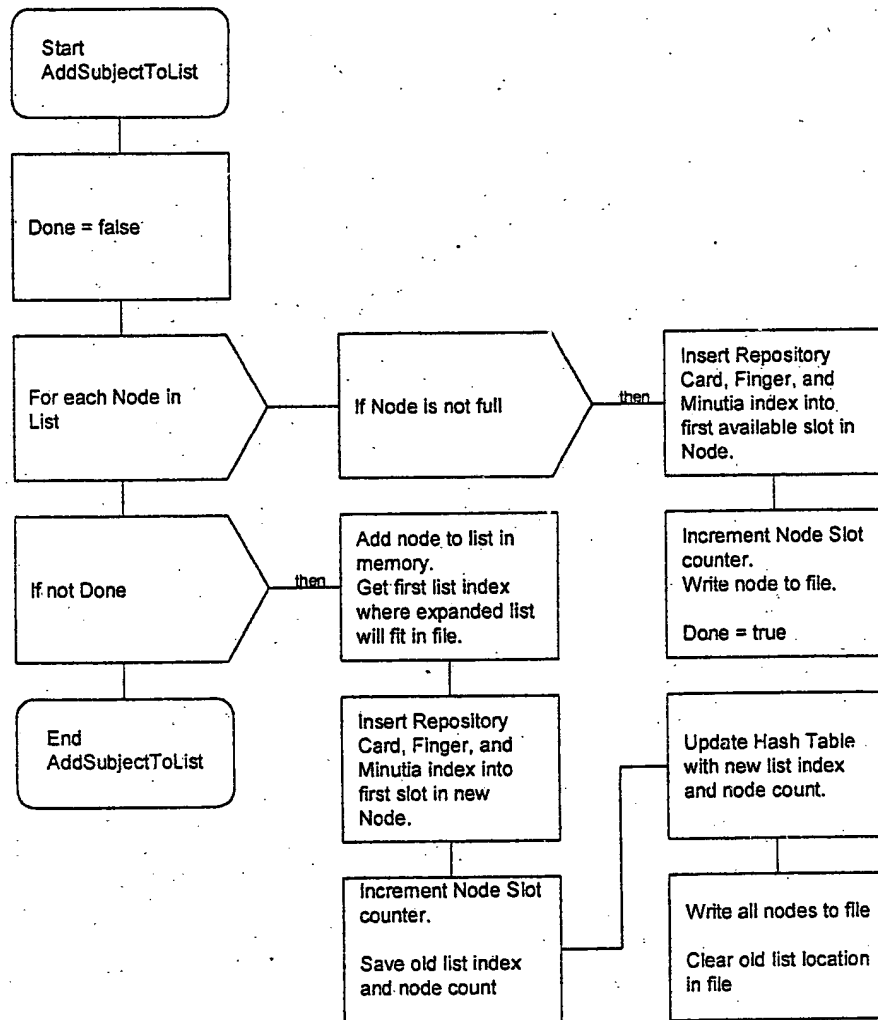 Start
AddSubjectToList
Done = false
For each Node in
List
If Node is not full
then
Insert Repository
Card, Finger, and
Minutia index into
first available slot in
Node.
Increment Node Slot
counter.
Write node to file.
Done = true
If not Done
then
Add node to list in
memory.
Get first list index
where expanded list
will fit in file.
Insert Repository
Card, Finger, and
Minutia index into
first slot in new
Node.
Increment Node Slot
counter.
Save old list index
and node count
Update Hash Table
with new list index
and node count.
Write all nodes to file
Clear old list location
in file
End
AddSubjectToList